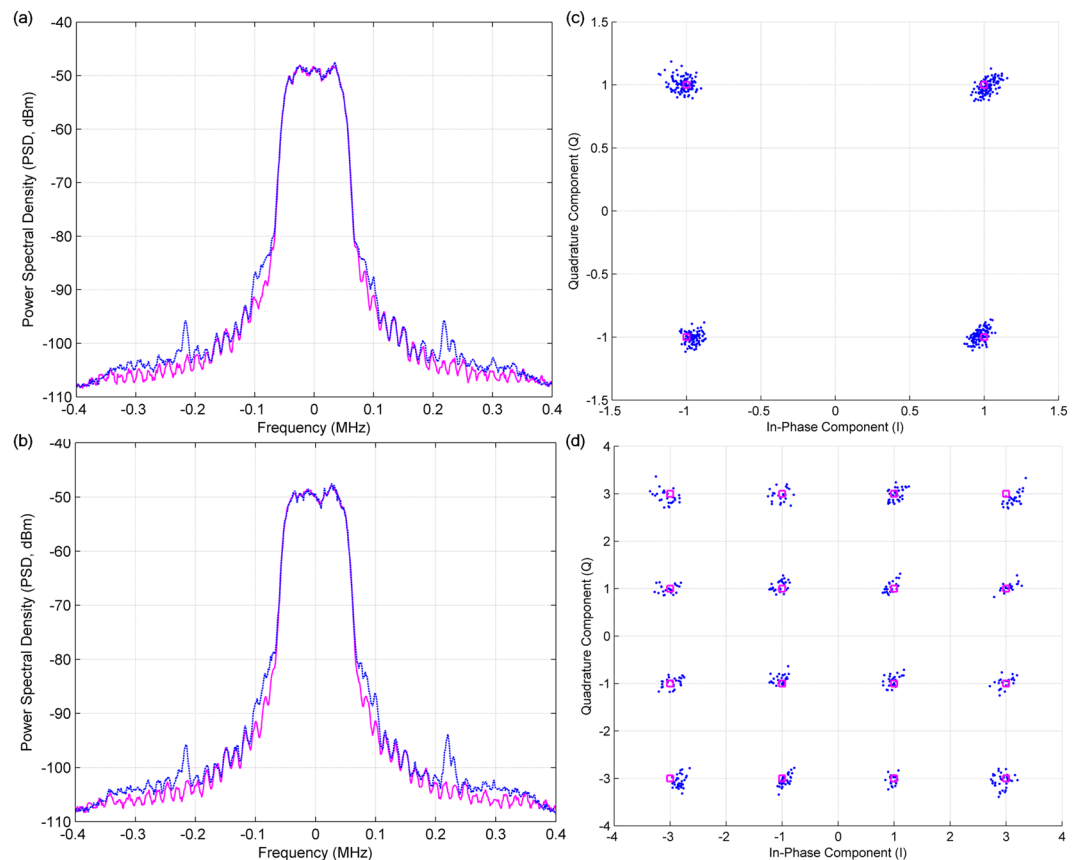 (a)
-40
-50
-60
-70
-80
-90
-100
-110
Power Spectral Density (PSD, dBm)
-0.4 -0.3 -0.2 -0.1 0 0.1 0.2 0.3 0.4
Frequency (MHz)
(c)
1.5
1
0.5
0
-0.5
-1
-1.5
Quadrature Component (Q)
-1 -0.5 0 0.5 1 1.5
In-Phase Component (I)
(b)
-40
-50
-60
-70
-80
-90
-100
-110
Power Spectral Density (PSD, dBm)
-0.4 -0.3 -0.2 -0.1 0 0.1 0.2 0.3 0.4
Frequency (MHz)
(d)
4
3
2
1
0
-1
-2
-3
-4
Quadrature Component (Q)
-3 -2 -1 0 1 2 3 4
In-Phase Component (I)